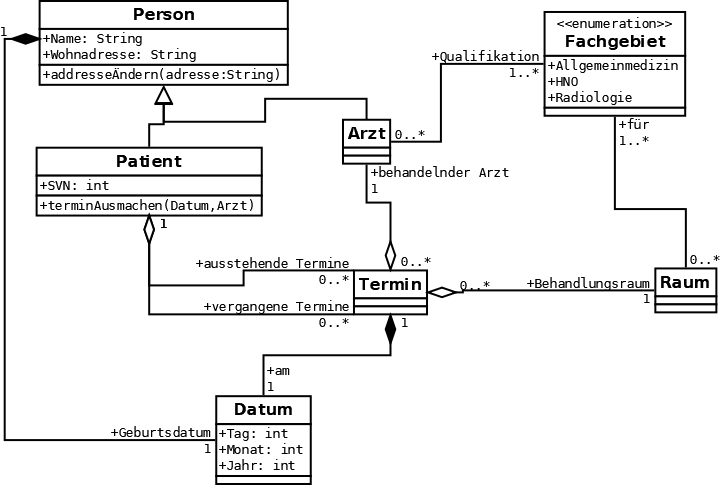 Person
1
+Name: String
+Wohnadresse: String
+addresseÄndern(adresse:String)
<<enumeration>>
Fachgebiet
+Allgemeinmedizin
+HNO
+Radiologie
+Qualifikation
1..*
Arzt
0..*
+für
1..*
Patient
+SVN: int
+terminAusmachen(Datum,Arzt)
1
+behandelnder Arzt
1
+ausstehende Termine
0..*
0..*
Termin
0..*
+Behandlungsraum
1
0..*
Raum
+vergangene Termine
0..*
1
+am
1
Datum
+Geburtsdatum
1
+Tag: int
+Monat: int
+Jahr: int